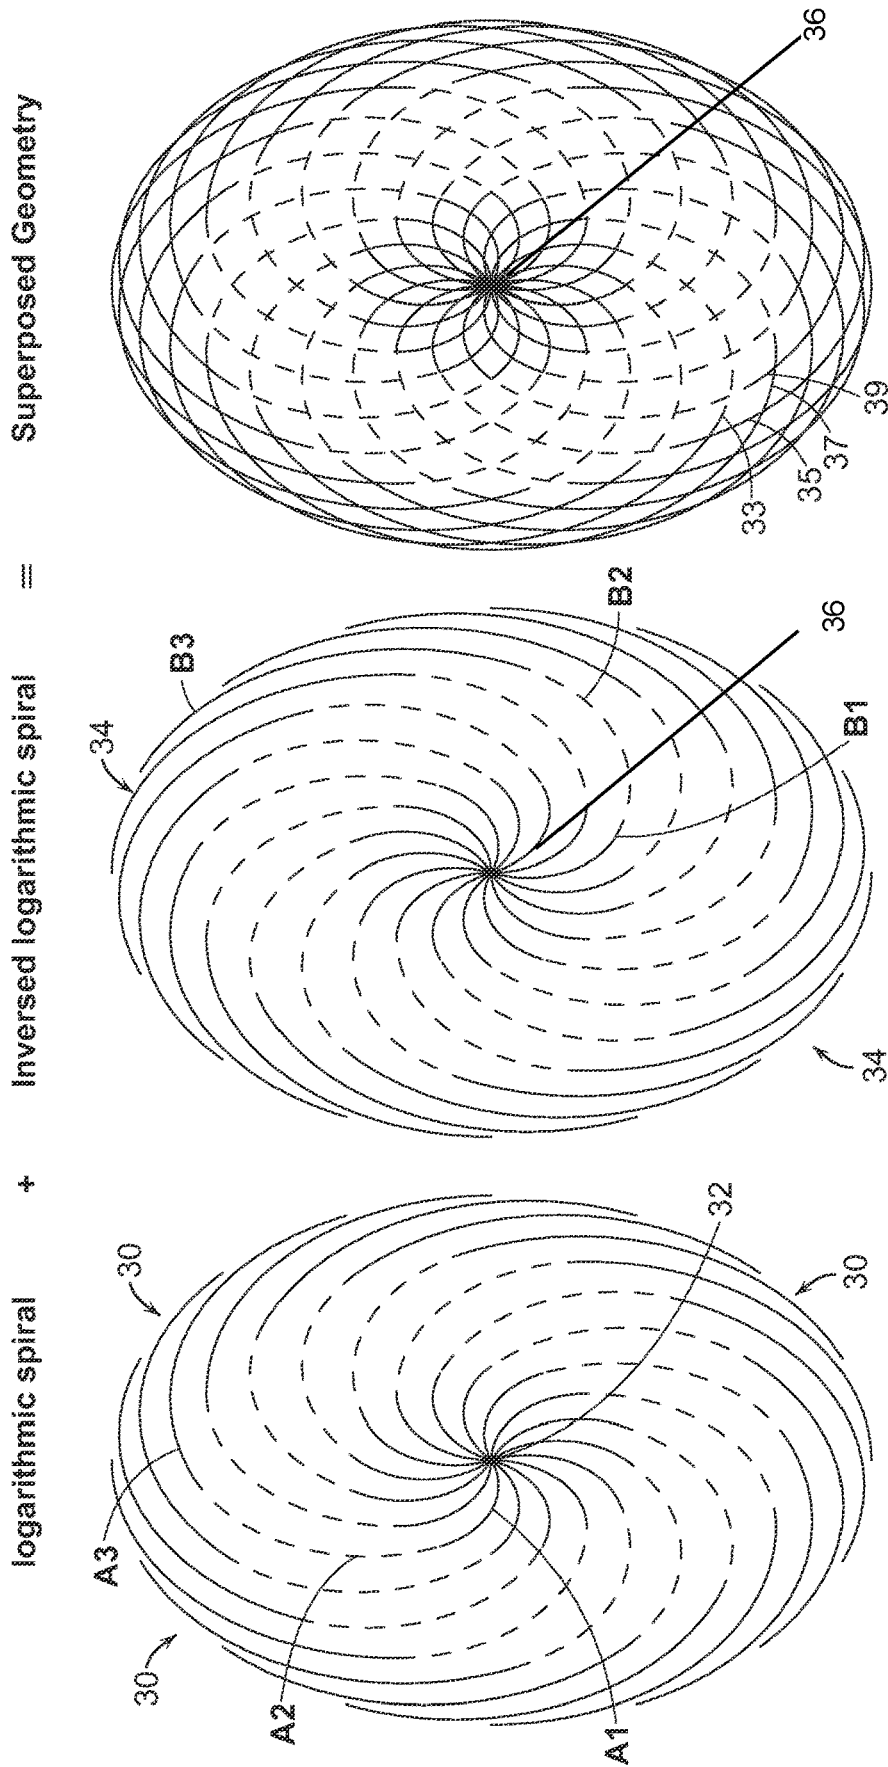 logarithmic spiral + Inversed logarithmic spiral = Superposed Geometry
30
A3
30
A2
A1
32
30
34
B3
34
B1
B2
36
33
35
37
39
36